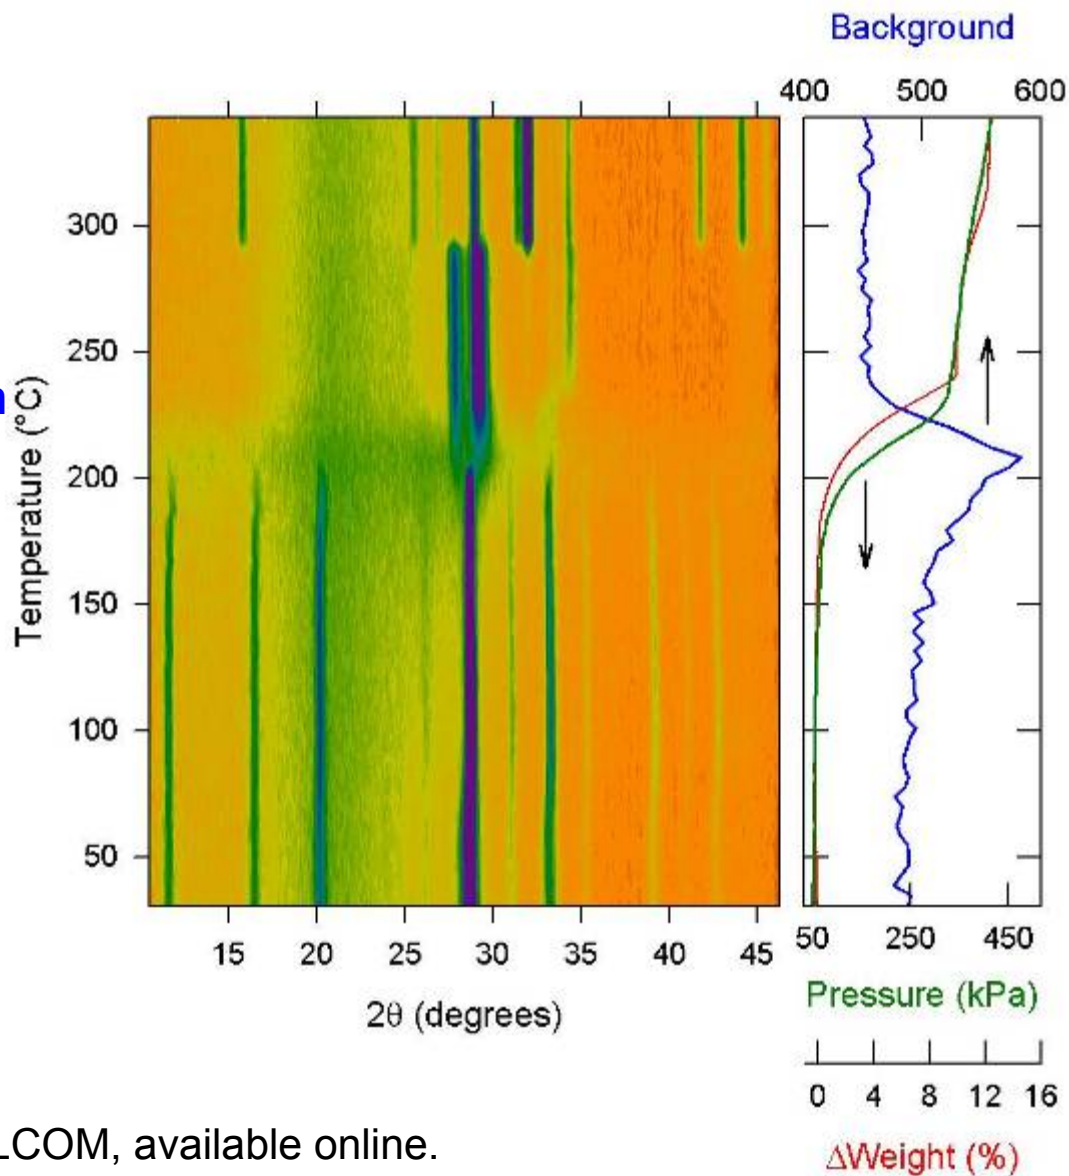 Background
400 500 600
300
250
200
150
100
50
Temperature (°C)
15 20 25 30 35 40 45
2θ (degrees)
50 250 450
Pressure (kPa)
0 4 8 12 16
ΔWeight (%)
LCOM, available online.